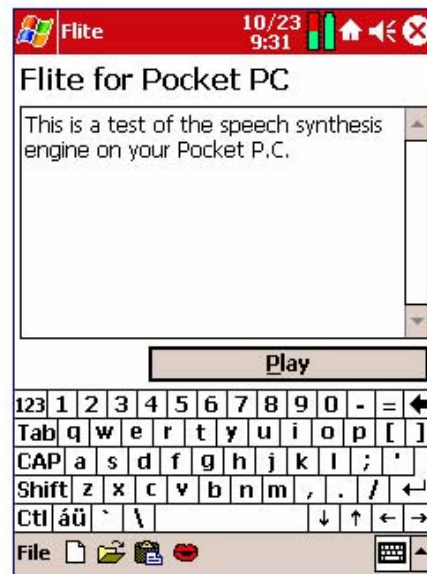 Flite
10/23
9:31
Flite for Pocket PC
This is a test of the speech synthesis
engine on your Pocket P.C.
Play
123 1 2 3 4 5 6 7 8 9 0 - =
Tab q w e r t y u i o p [ ]
CAP a s d f g h j k l ; '
Shift z x c v b n m , . /
Ctl áü ` \
File